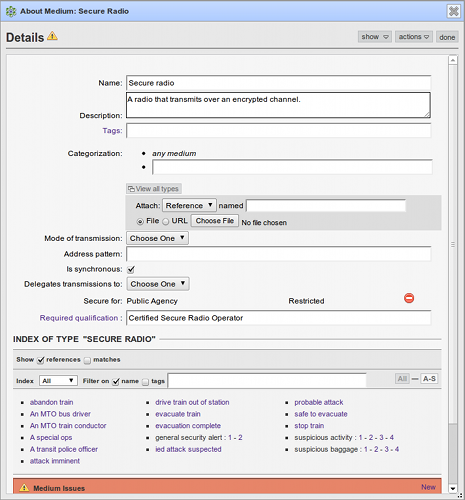 About Medium: Secure Radio
Details show actions done
Name: Secure radio
Description: A radio that transmits over an encrypted channel.
Tags:
Categorization: • any medium
•
View all types
Attach: Reference named
File URL Choose File No file chosen
Mode of transmission: Choose One
Address pattern:
Is synchronous:
Delegates transmissions to: Choose One
Secure for: Public Agency Restricted
Required qualification : Certified Secure Radio Operator
INDEX OF TYPE "SECURE RADIO"
Show references matches
Index All Filter on name tags All — A-S
abandon train drive train out of station probable attack
An MTO bus driver evacuate train safe to evacuate
An MTO train conductor evacuation complete stop train
A special ops general security alert : 1 - 2 suspicious activity : 1 - 2 - 3 - 4
A transit police officer ied attack suspected suspicious baggage : 1 - 2 - 3 - 4
attack imminent
Medium Issues New